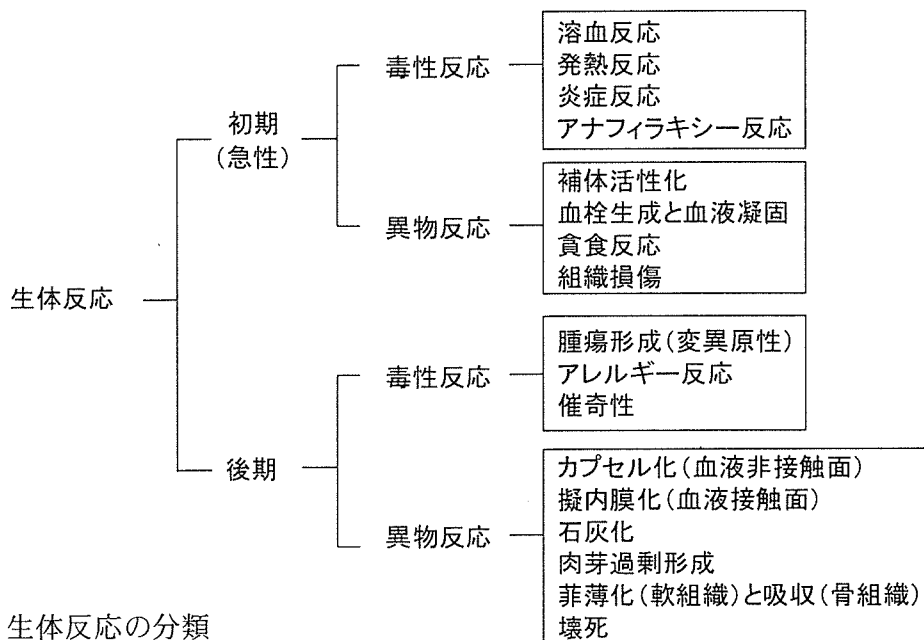 溶血反応
発熱反応
炎症反応
アナフィラキシー反応
毒性反応
初期
(急性)
補体活性化
血栓生成と血液凝固
貪食反応
組織損傷
異物反応
生体反応
腫瘍形成(変異原性)
アレルギー反応
催奇性
毒性反応
後期
カプセル化(血液非接触面)
擬内膜化(血液接触面)
石灰化
肉芽過剰形成
菲薄化(軟組織)と吸収(骨組織)
壊死
異物反応
生体反応の分類